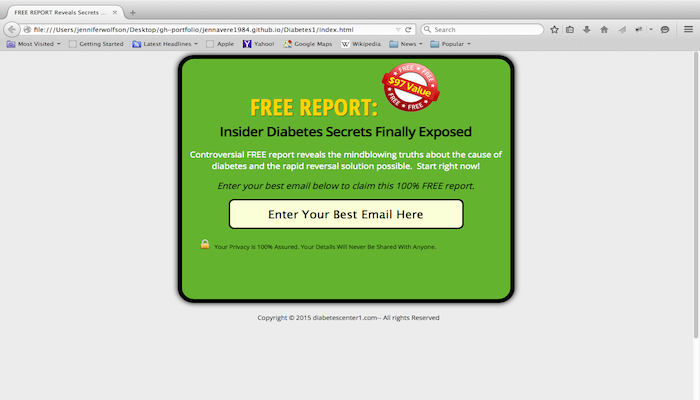 FREE REPORT Reveals Secrets ...
file:///Users/jenniferwolfson/Desktop/gh-portfolio/jennavere1984.github.io/Diabetes1/index.html
Search
Most Visited
Getting Started
Latest Headlines
Apple
Yahoo!
Google Maps
Wikipedia
News
Popular
FREE FREE
$97 Value
FREE FREE FREE
FREE REPORT:
Insider Diabetes Secrets Finally Exposed
Controversial FREE report reveals the mindblowing truths about the cause of
diabetes and the rapid reversal solution possible. Start right now!
Enter your best email below to claim this 100% FREE report.
Enter Your Best Email Here
Your Privacy is 100% Assured. Your Details Will Never Be Shared With Anyone.
Copyright © 2015 diabetescenter1.com-- All rights Reserved